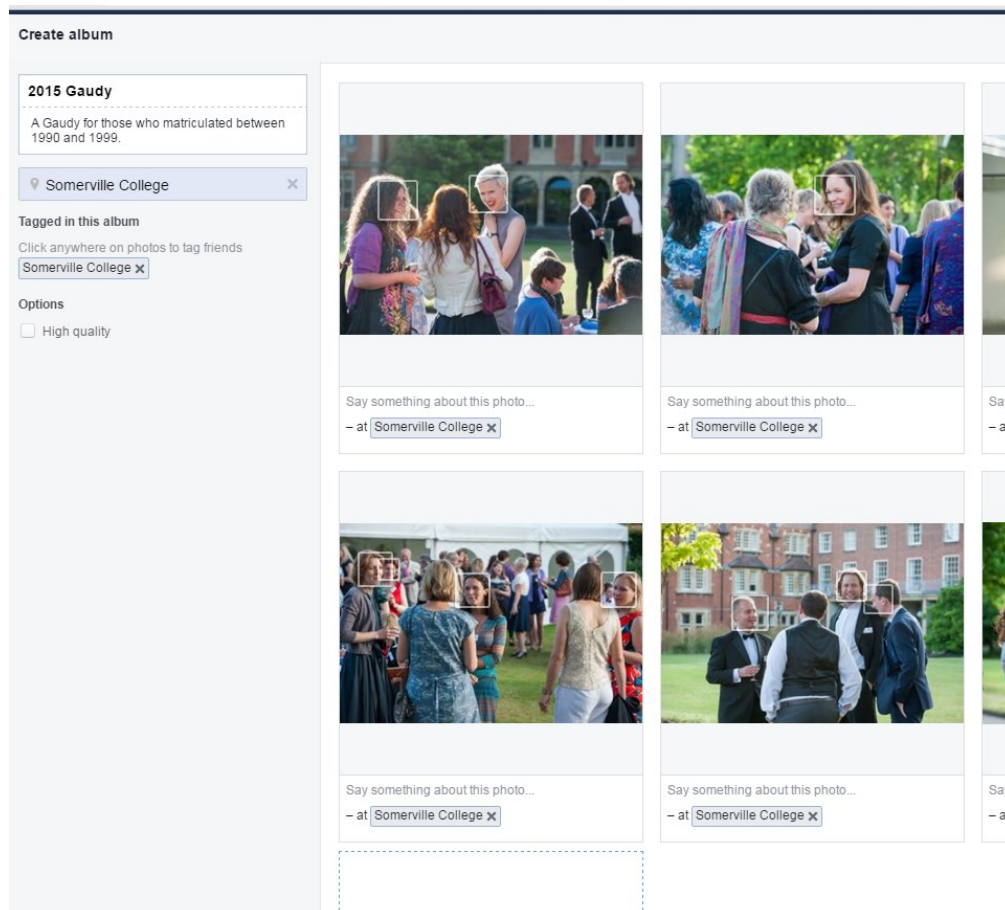 Create album
2015 Gaudy
A Gaudy for those who matriculated between
1990 and 1999.
Somerville College
Tagged in this album
Click anywhere on photos to tag friends
Somerville College
Options
High quality
Say something about this photo...
– at Somerville College
Say something about this photo...
– at Somerville College
Say something about this photo...
– at Somerville College
Say something about this photo...
– at Somerville College